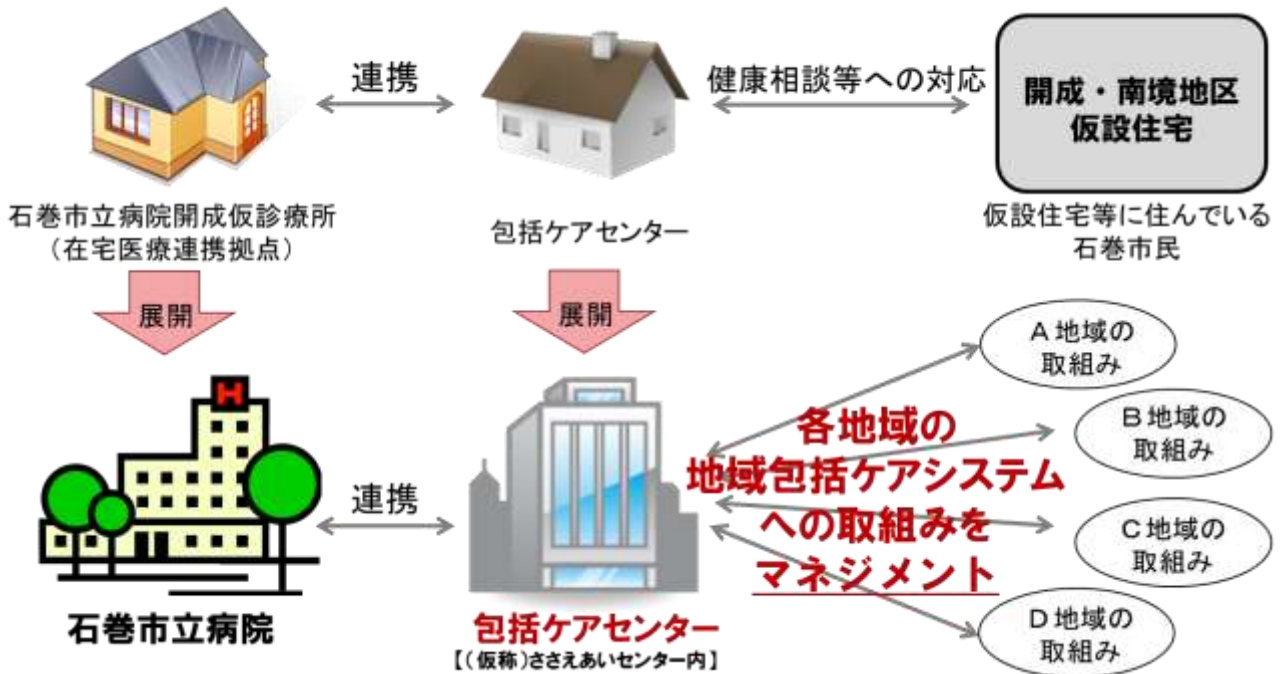 連携
健康相談等への対応
開成・南境地区
仮設住宅
石巻市立病院開成仮診療所
(在宅医療連携拠点)
包括ケアセンター
仮設住宅等に住んでいる
石巻市民
展開
展開
A地域の
取組み
B地域の
取組み
C地域の
取組み
D地域の
取組み
各地域の
地域包括ケアシステム
への取組みを
マネジメント
H
連携
石巻市立病院
包括ケアセンター
【(仮称)ささえあいセンター内】